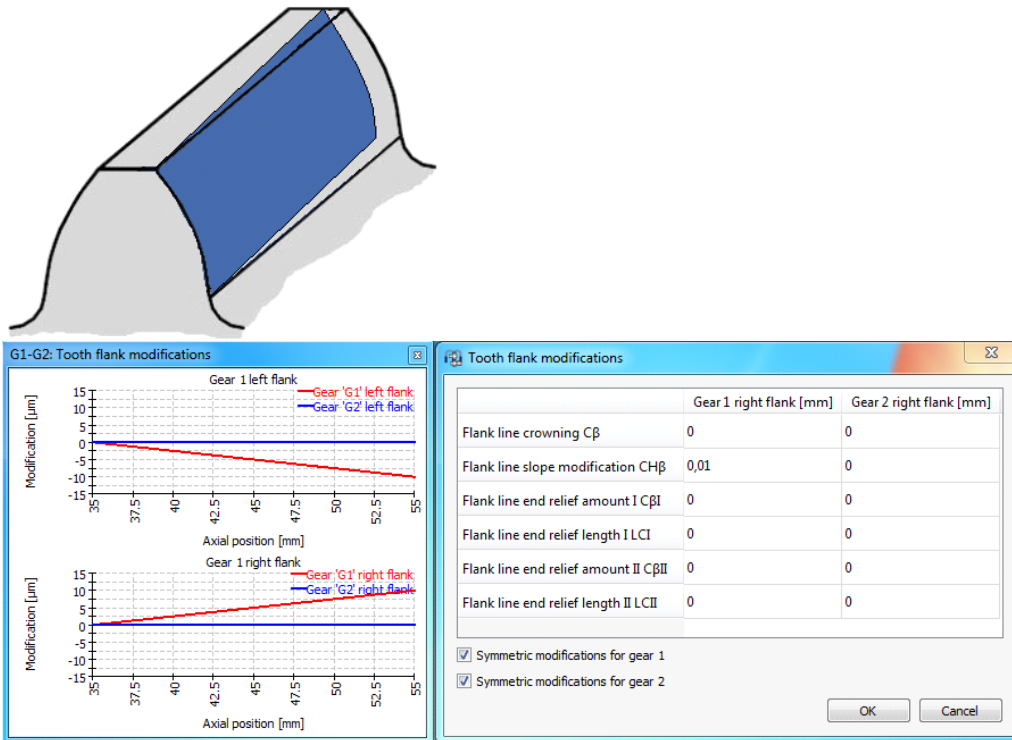 G1-G2: Tooth flank modifications
Gear 1 left flank
Gear 'G1' left flank
Gear 'G2' left flank
Modification [µm]
15
10
5
0
-5
-10
-15
35
37.5
40
42.5
45
47.5
50
52.5
55
Axial position [mm]
Gear 1 right flank
Gear 'G1' right flank
Gear 'G2' right flank
Modification [µm]
15
10
5
0
-5
-10
-15
35
37.5
40
42.5
45
47.5
50
52.5
55
Axial position [mm]
Tooth flank modifications
Gear 1 right flank [mm] Gear 2 right flank [mm]
Flank line crowning Cβ 0 0
Flank line slope modification CHβ 0,01 0
Flank line end relief amount I CβI 0 0
Flank line end relief length I LCI 0 0
Flank line end relief amount II CβII 0 0
Flank line end relief length II LCII 0 0
Symmetric modifications for gear 1
Symmetric modifications for gear 2
OK Cancel